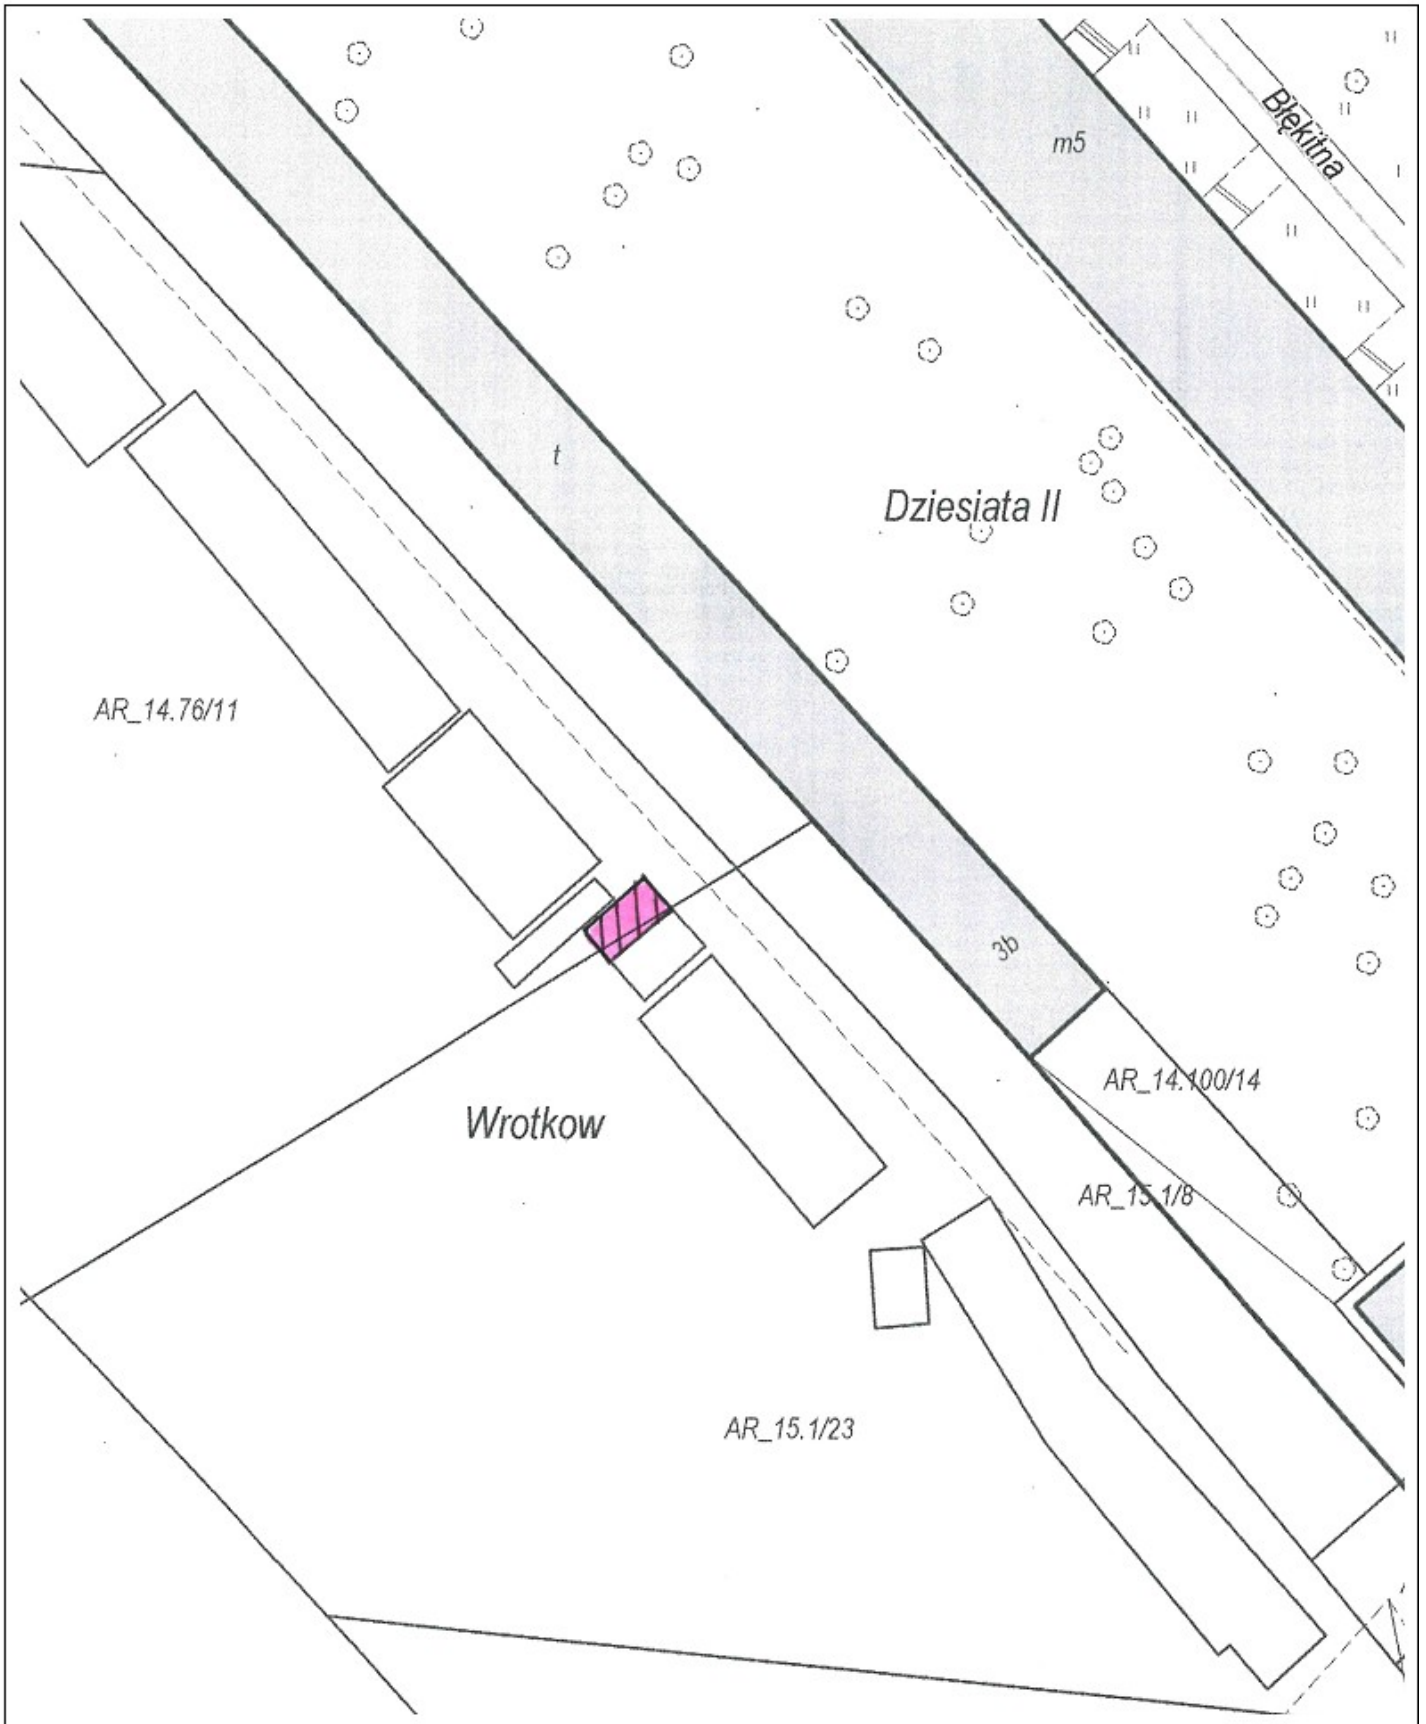 m5
Błękitna
t
Dziesiata II
AR_14.76/11
3b
AR_14.100/14
Wrotkow
AR_15.1/8
AR_15.1/23